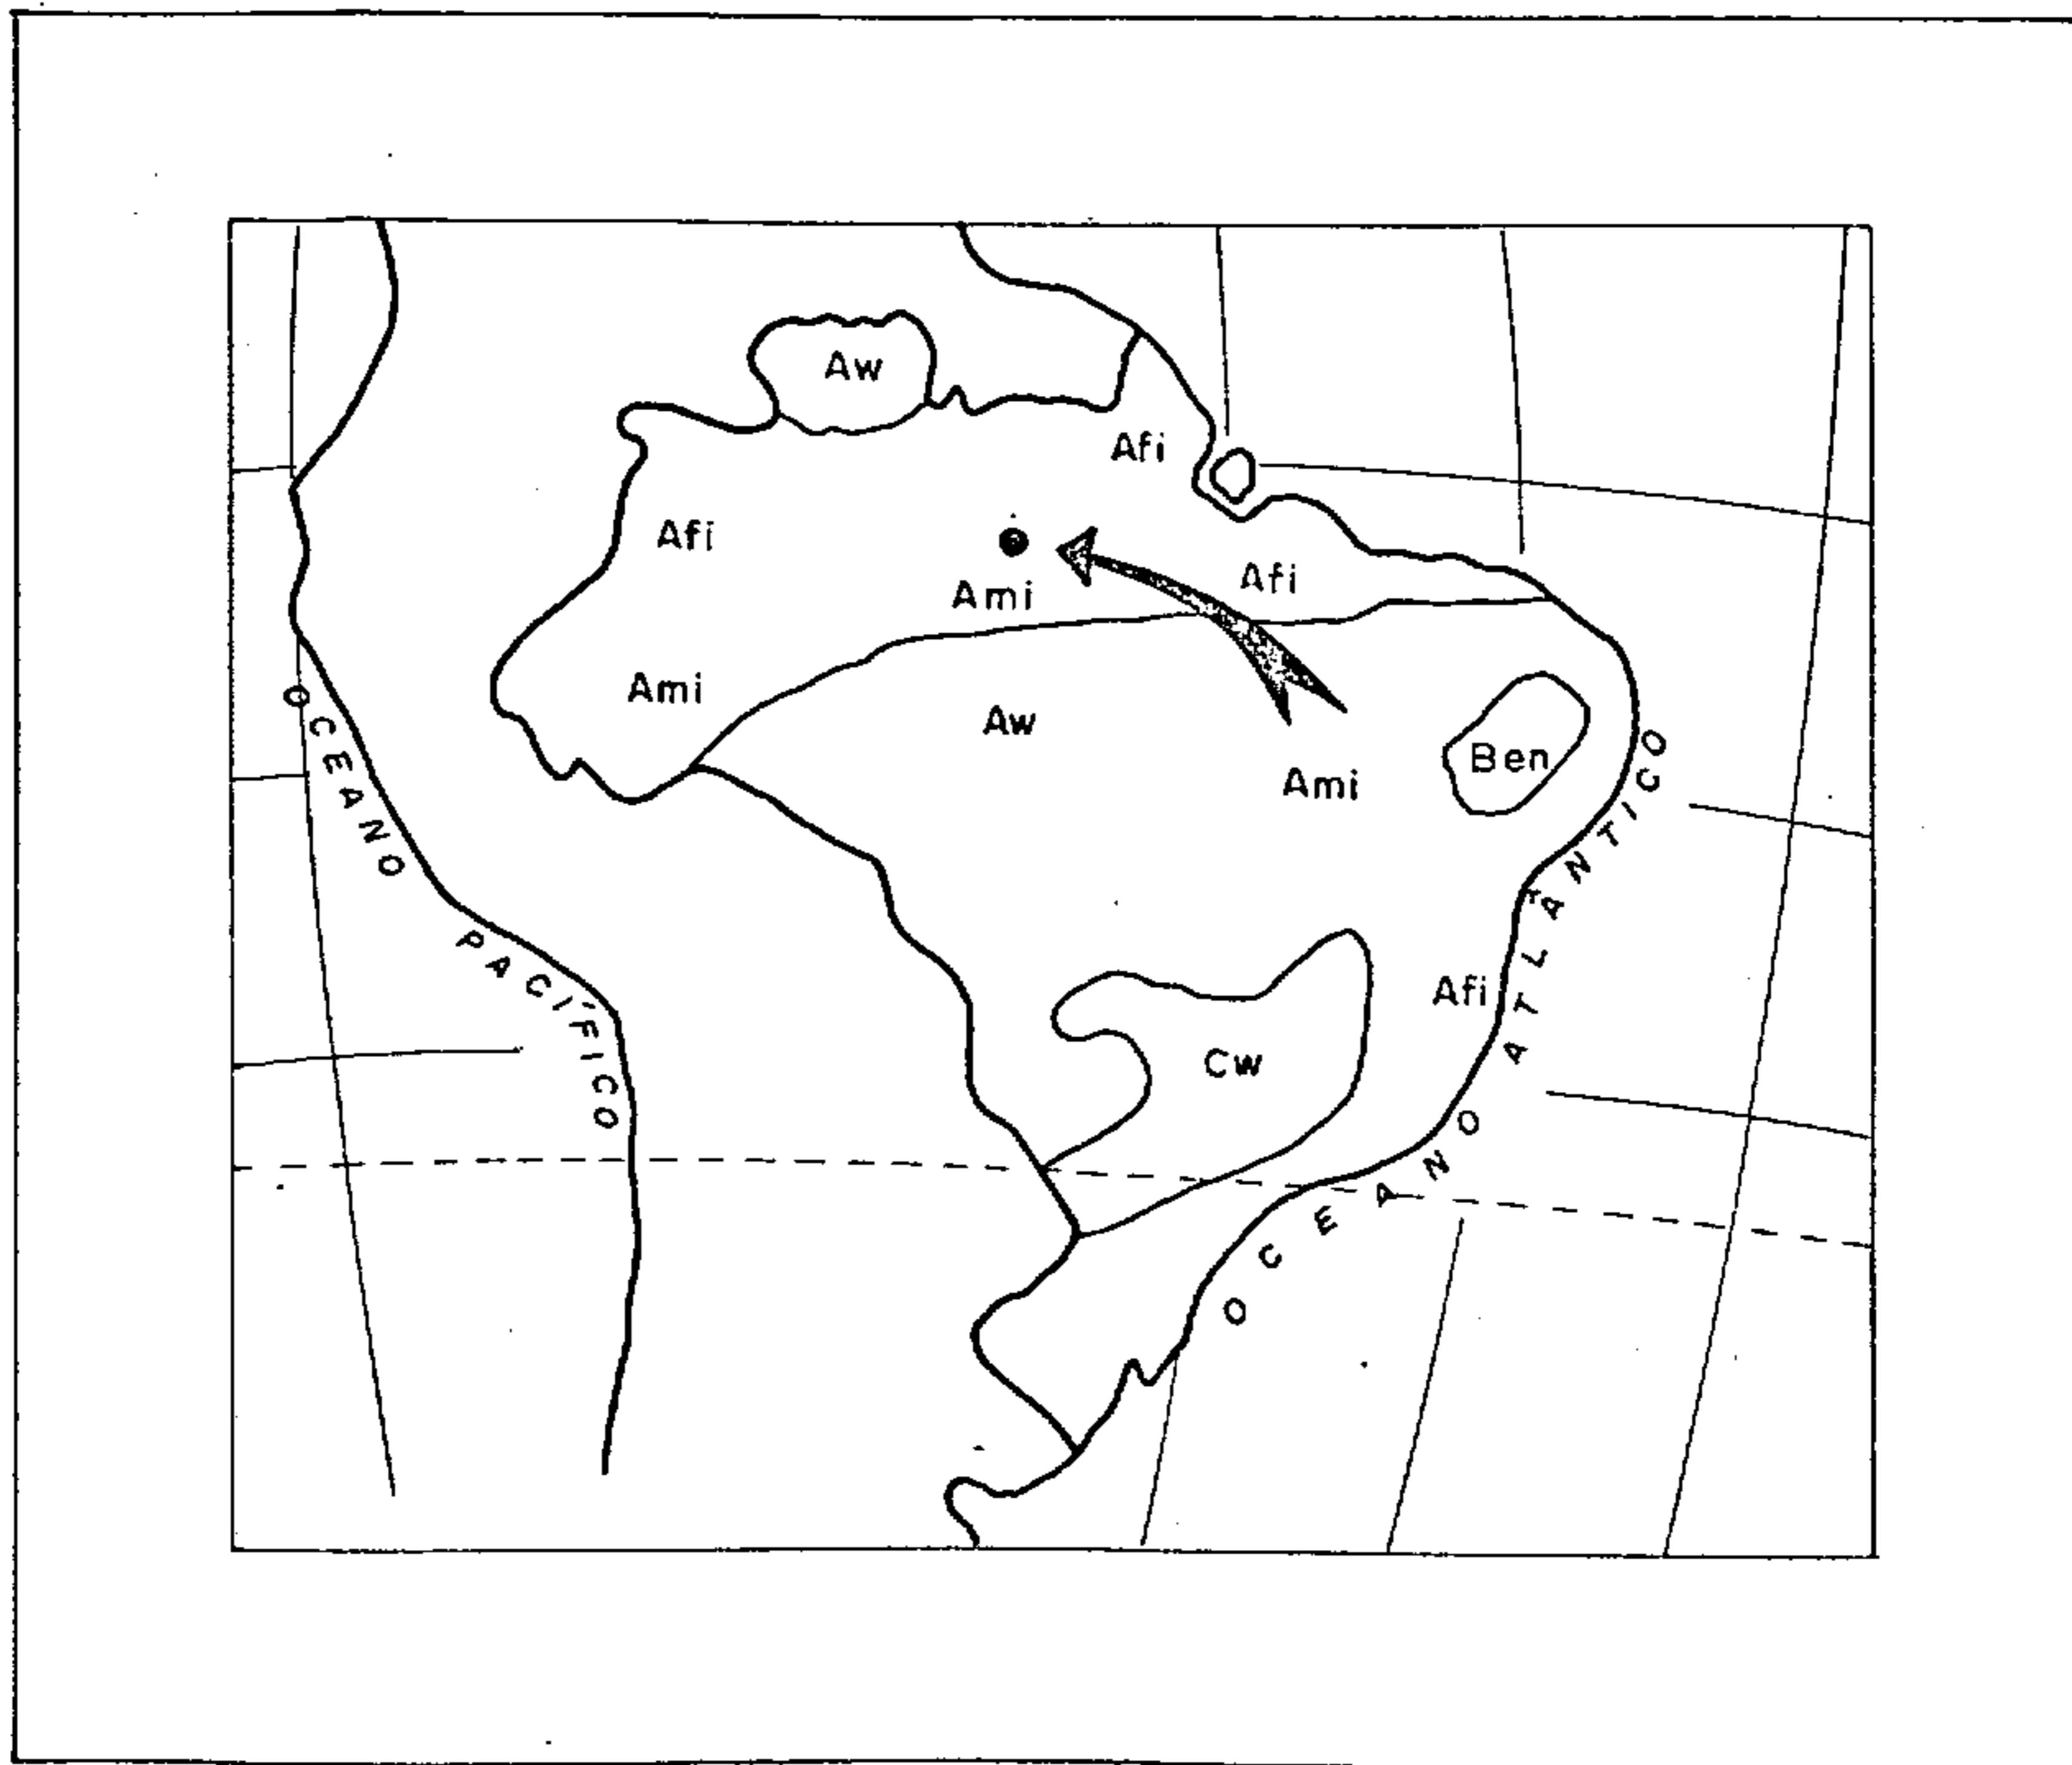 Aw
Afi
Afi
Afi
Ami
Ami
Aw
Ben
Ami
Afi
Cw
OCEANO PACÍFICO
OCEANO ATLANTICO